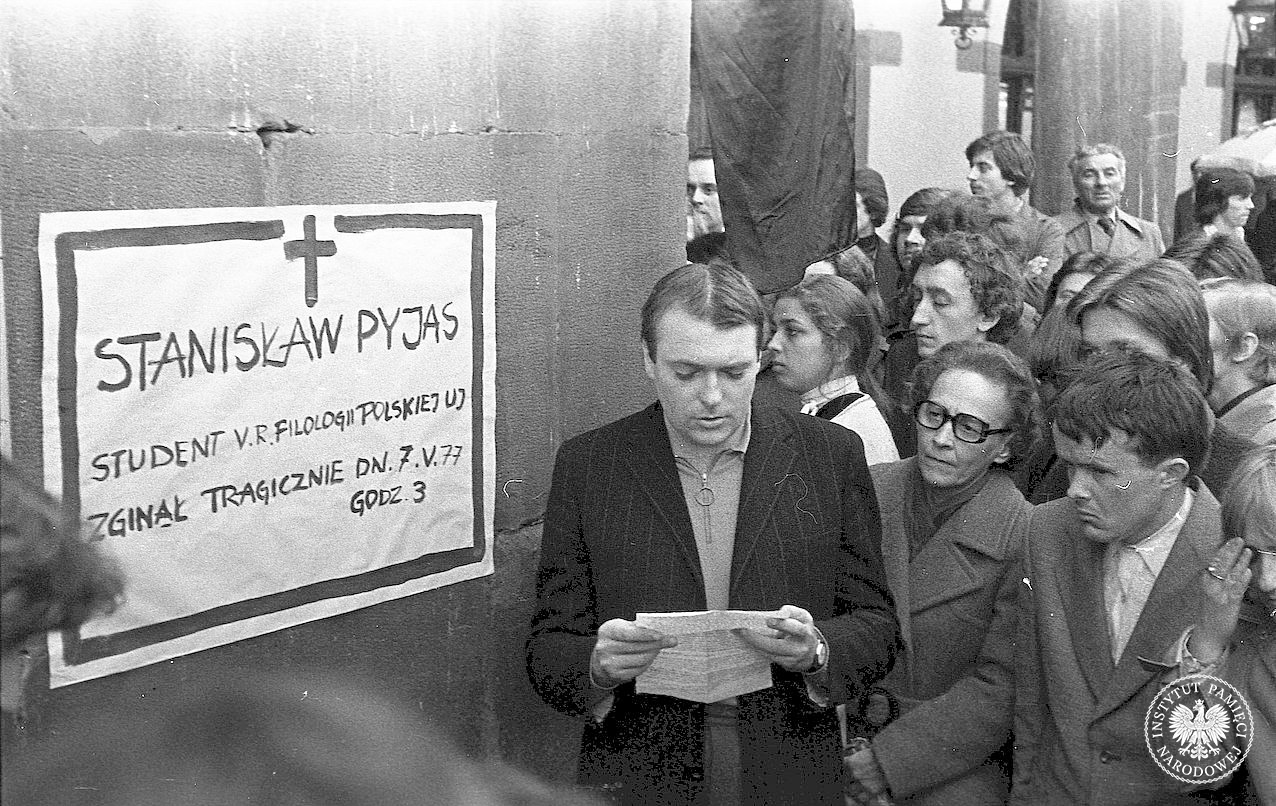 STANISŁAW PYJAS
STUDENT V.R. FILOLOGII POLSKIEJ UJ
ZGINĄŁ TRAGICZNIE DN. 7.V.77
GODZ. 3
INSTYTUT PAMIĘCI NARODOWEJ